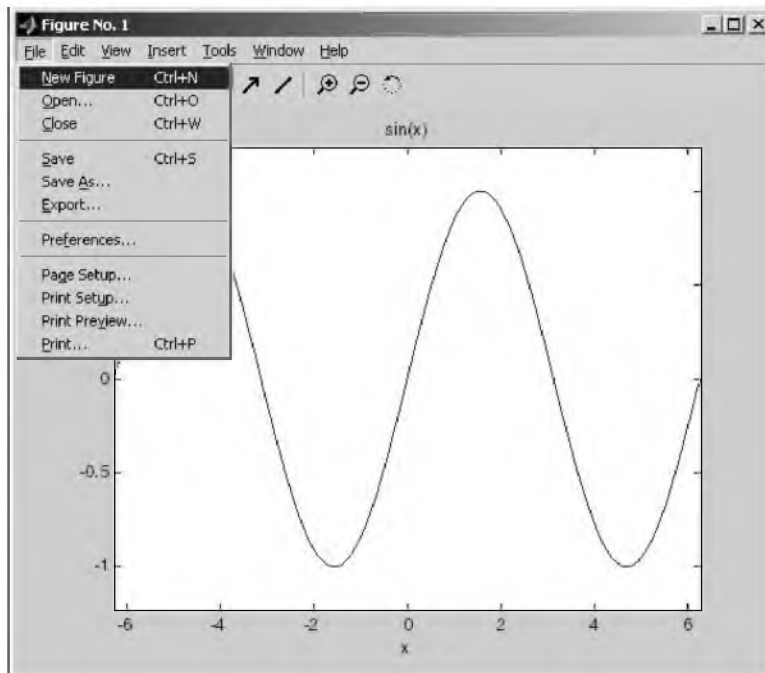 Figure No. 1
File Edit View Insert Tools Window Help
New Figure Ctrl+N
Open... Ctrl+O
Close Ctrl+W
Save Ctrl+S
Save As...
Export...
Preferences...
Page Setup...
Print Setup...
Print Preview...
Print... Ctrl+P
sin(x)
0
-0.5
-1
-6 -4 -2 0 2 4 6
x